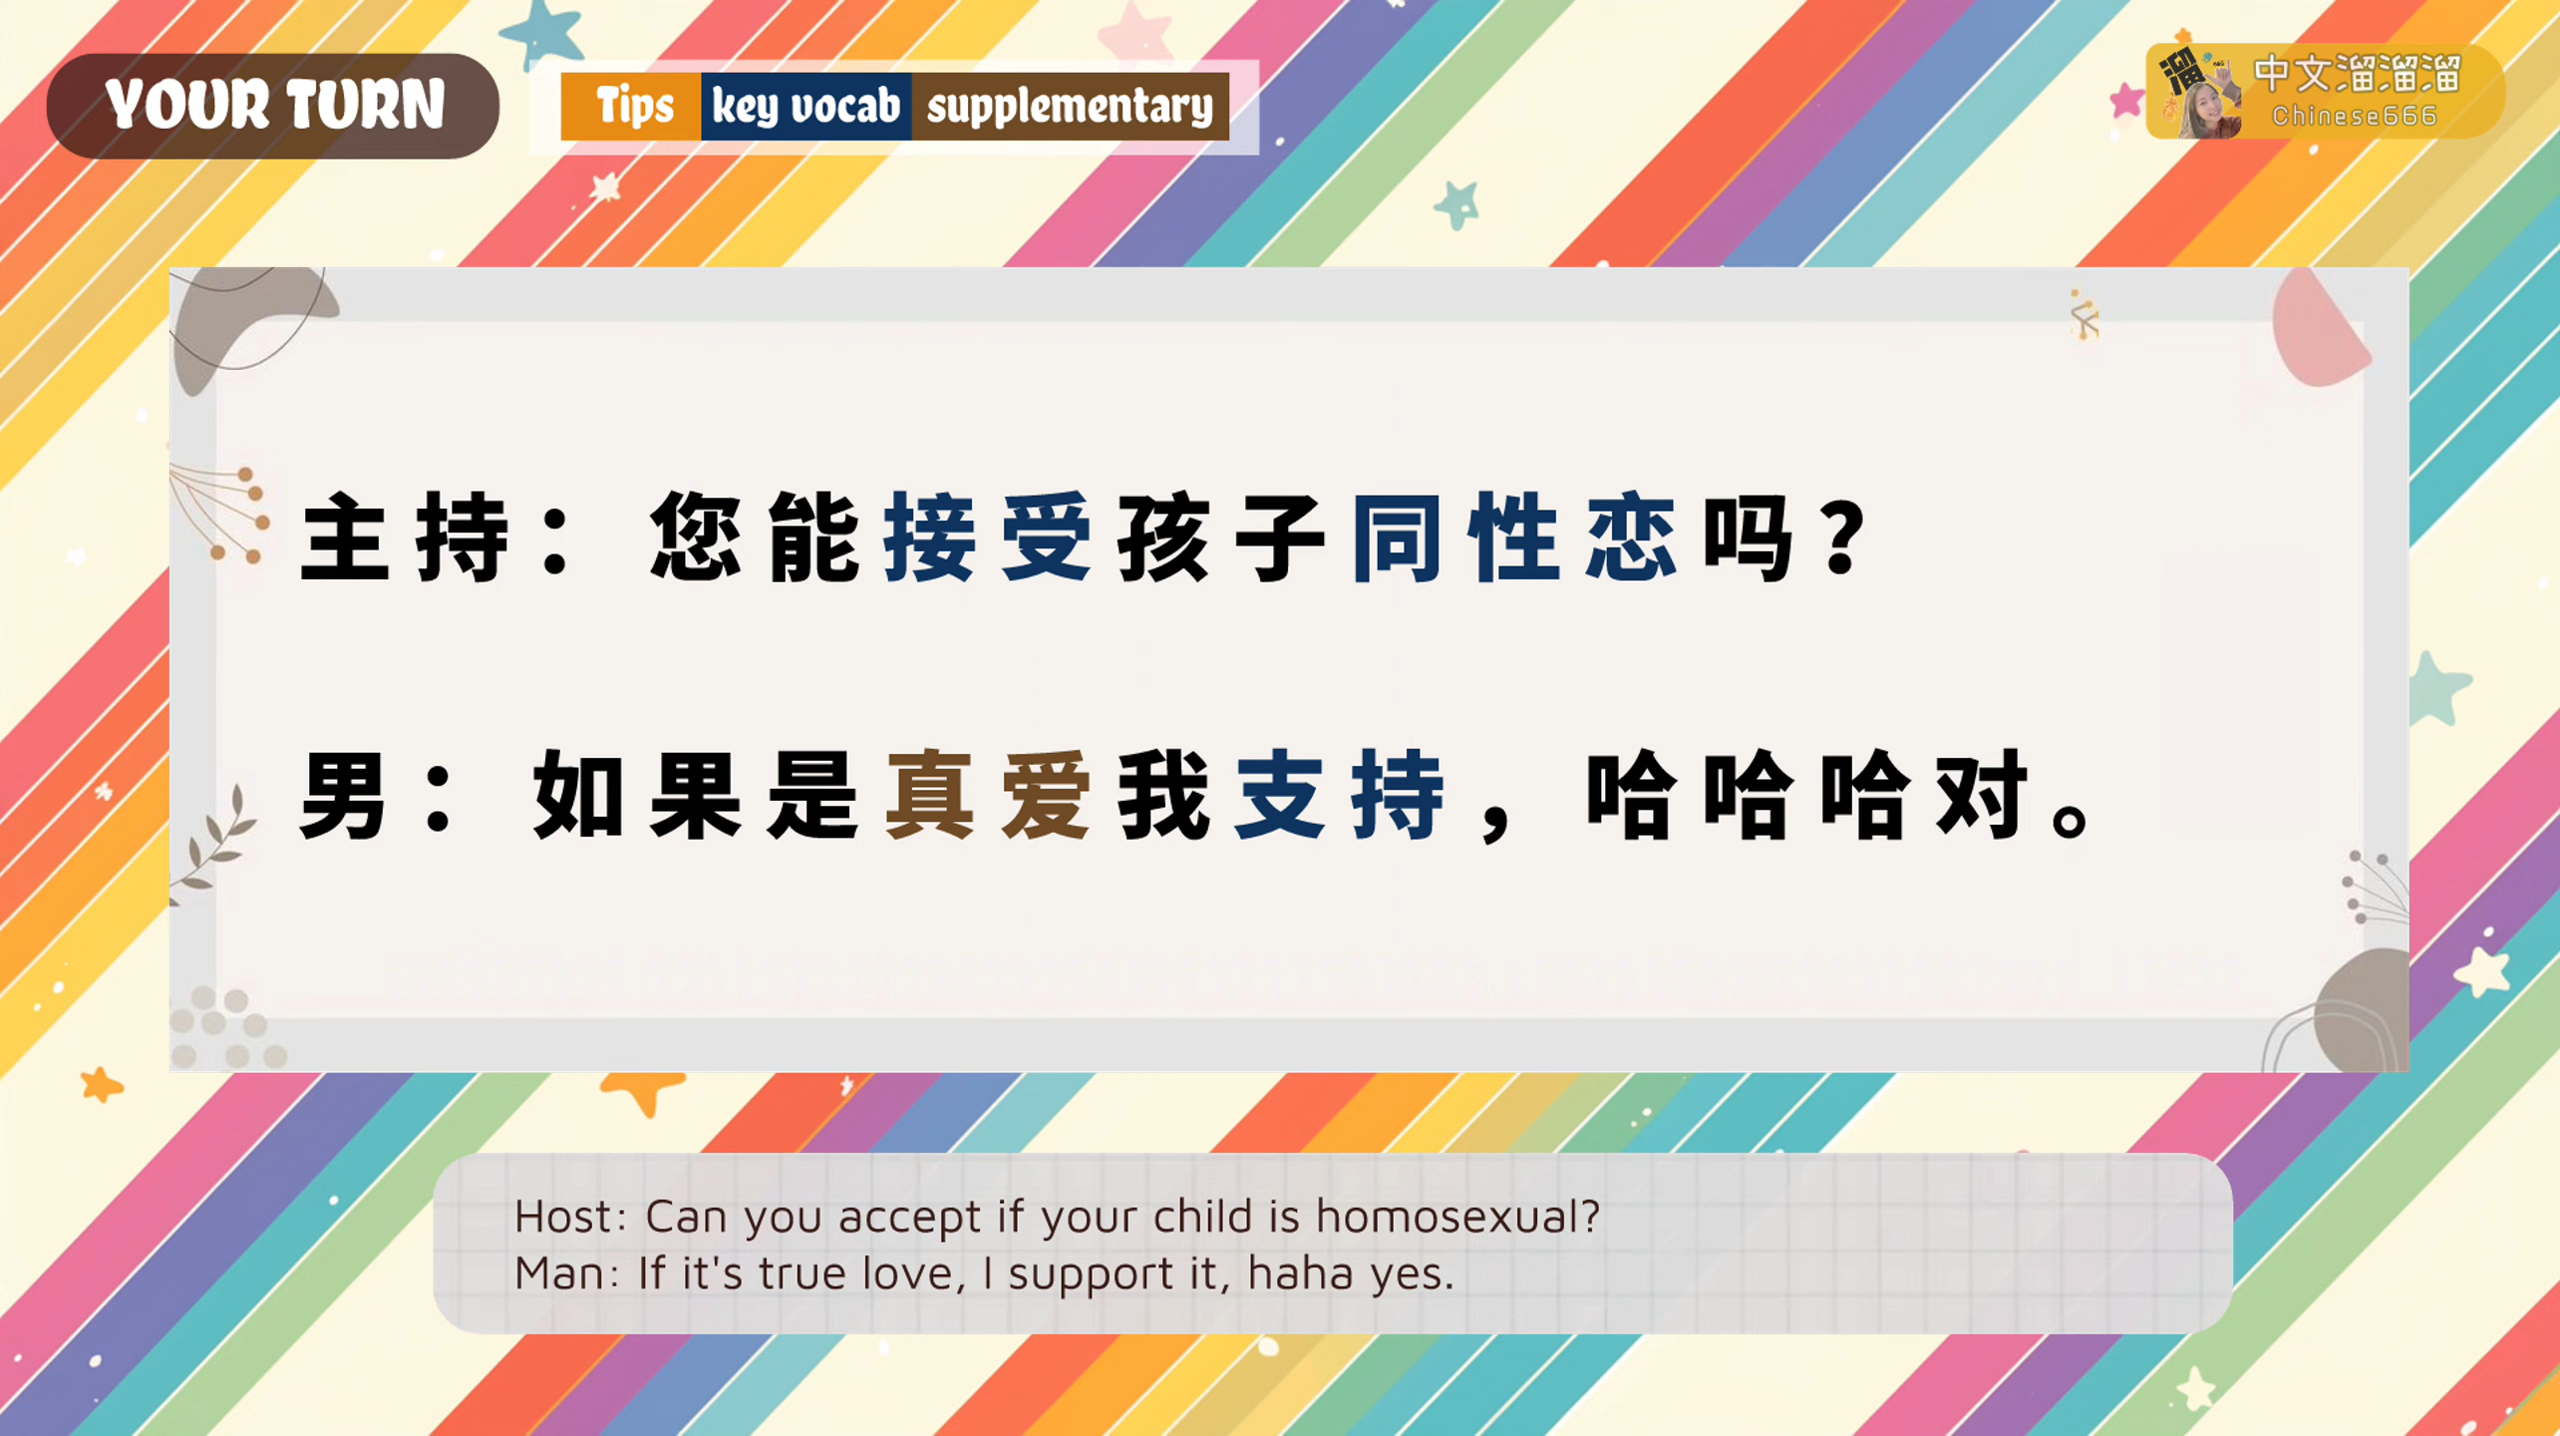 YOUR TURN
Tips key vocab supplementary
中文溜溜溜
Chinese666
主持：您能接受孩子同性恋吗？
男：如果是真爱我支持，哈哈哈对。
Host: Can you accept if your child is homosexual?
Man: If it's true love, I support it, haha yes.